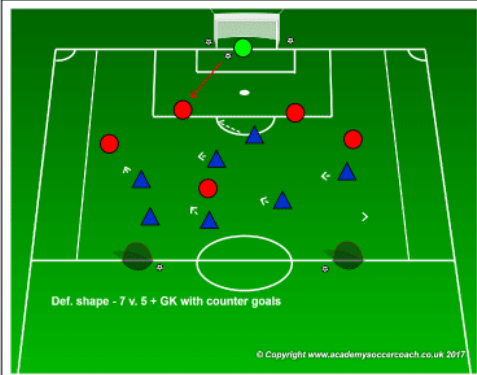 Def. shape - 7 v. 5 + GK with counter goals
© Copyright www.academysoccercoach.co.uk 2017